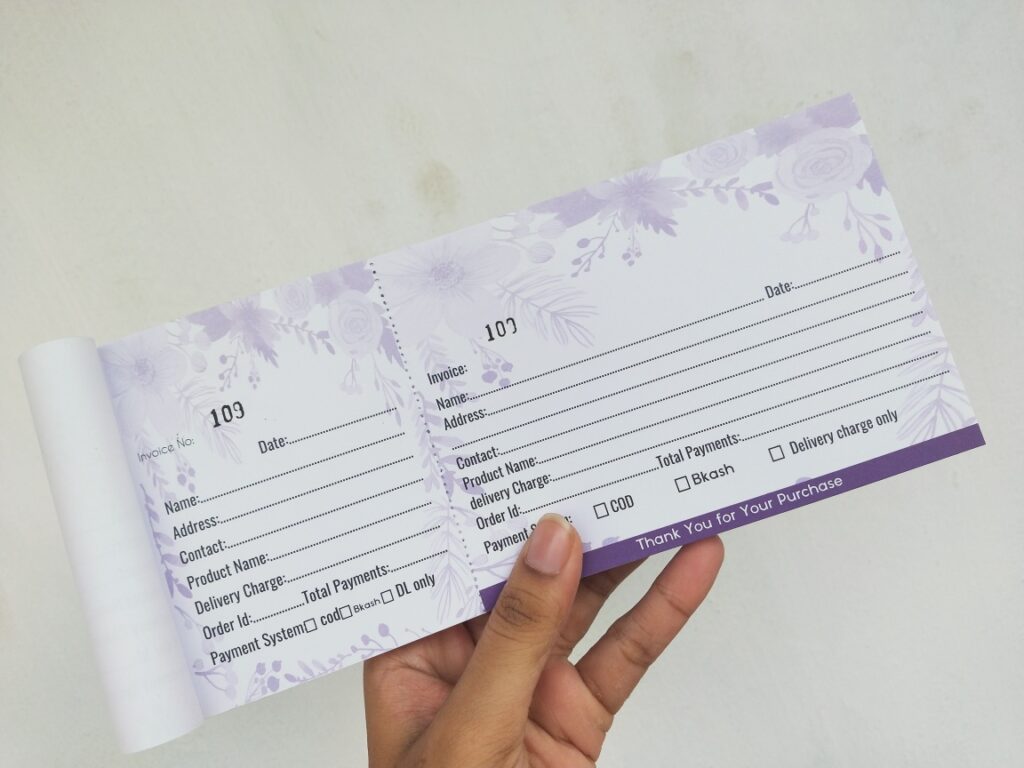 109
Invoice No:
Date:
Name:
Address:
Contact:
Product Name:
Delivery Charge:
Order Id: Total Payments:
Payment System cod Bkash DL only
109
Invoice: Date:
Name:
Address:
Contact:
Product Name:
delivery Charge:
Order Id: Total Payments:
Payment COD Bkash Delivery charge only
Thank You for Your Purchase